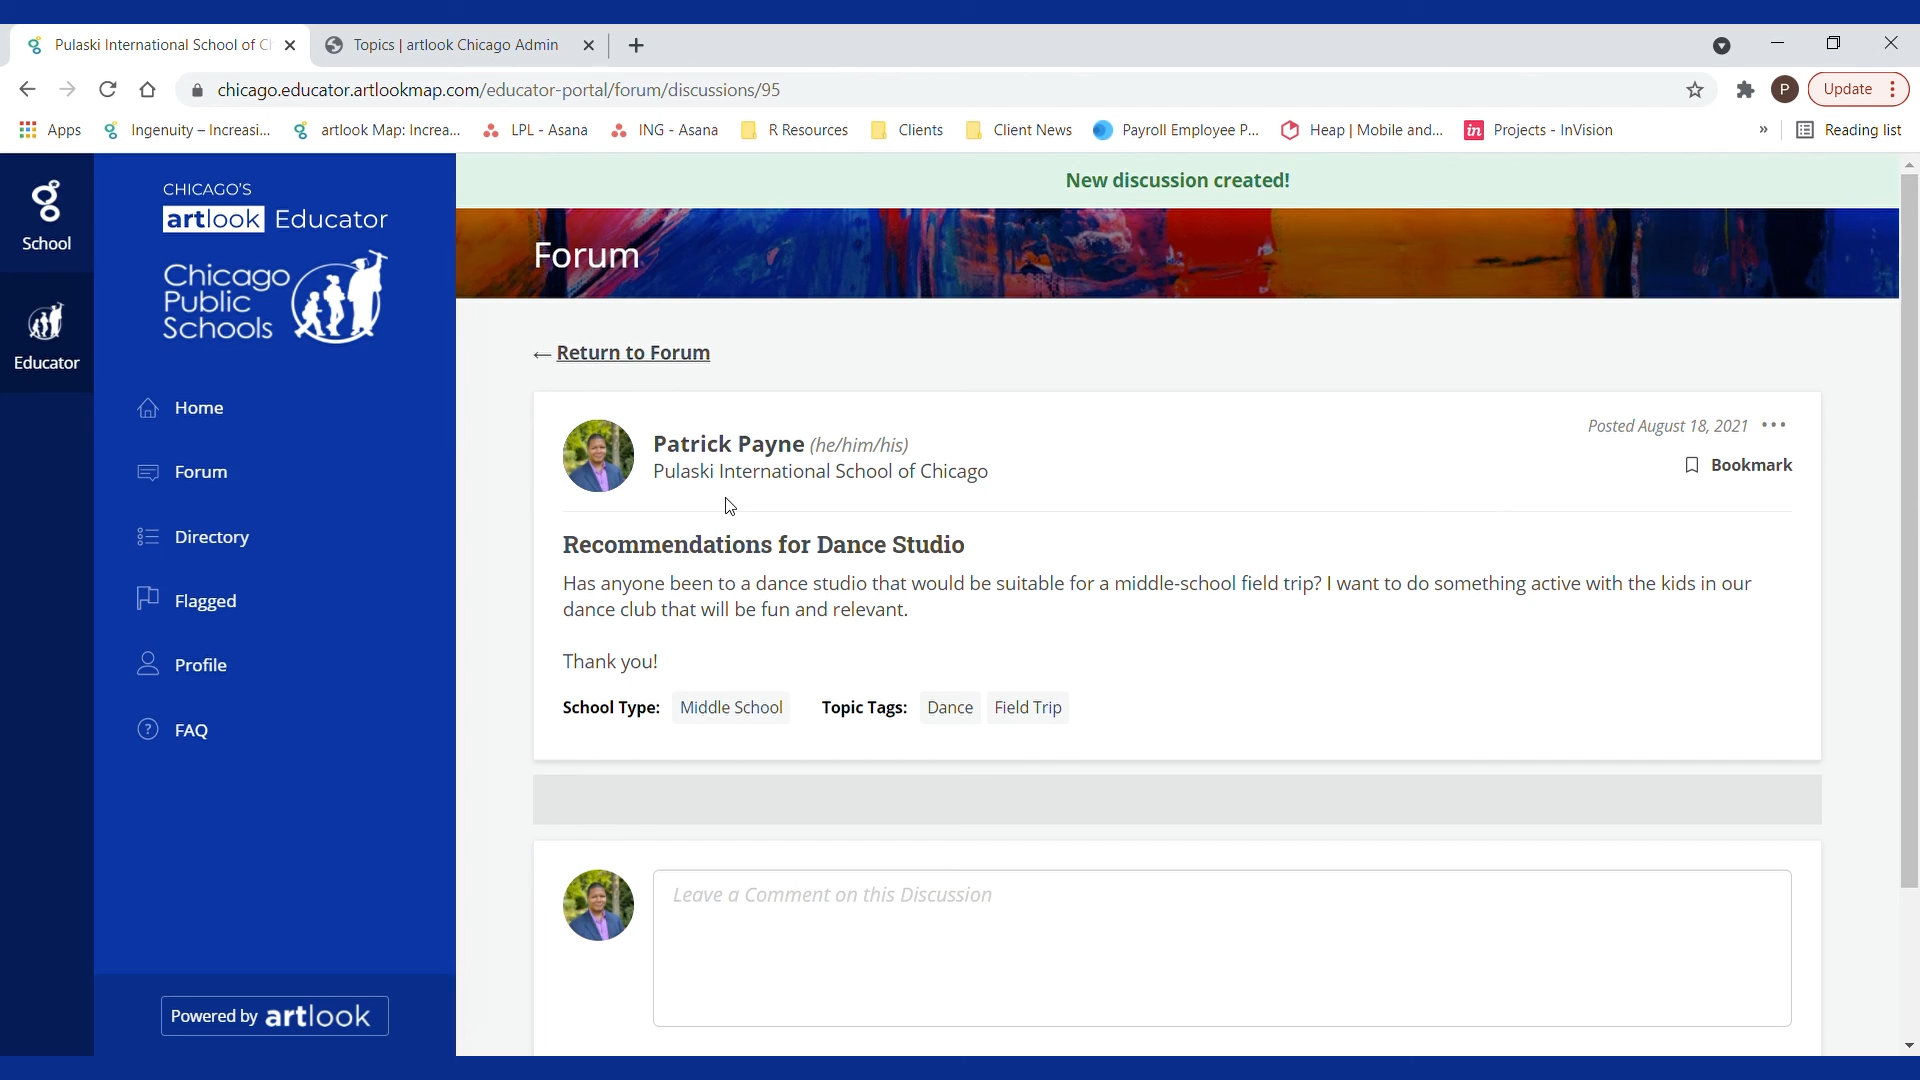 Pulaski International School of Ch
Topics | artlook Chicago Admin
chicago.educator.artlookmap.com/educator-portal/forum/discussions/95
P
Update
Apps
Ingenuity – Increasi...
artlook Map: Increa...
LPL - Asana
ING - Asana
R Resources
Clients
Client News
Payroll Employee P...
Heap | Mobile and...
in
Projects - InVision
»
Reading list
School
Educator
CHICAGO'S
artlook Educator
Chicago
Public
Schools
Home
Forum
Directory
Flagged
Profile
? FAQ
Powered by artlook
New discussion created!
Forum
← Return to Forum
Patrick Payne (he/him/his)
Pulaski International School of Chicago
Posted August 18, 2021 •••
Bookmark
Recommendations for Dance Studio
Has anyone been to a dance studio that would be suitable for a middle-school field trip? I want to do something active with the kids in our
dance club that will be fun and relevant.
Thank you!
School Type: Middle School Topic Tags: Dance Field Trip
Leave a Comment on this Discussion